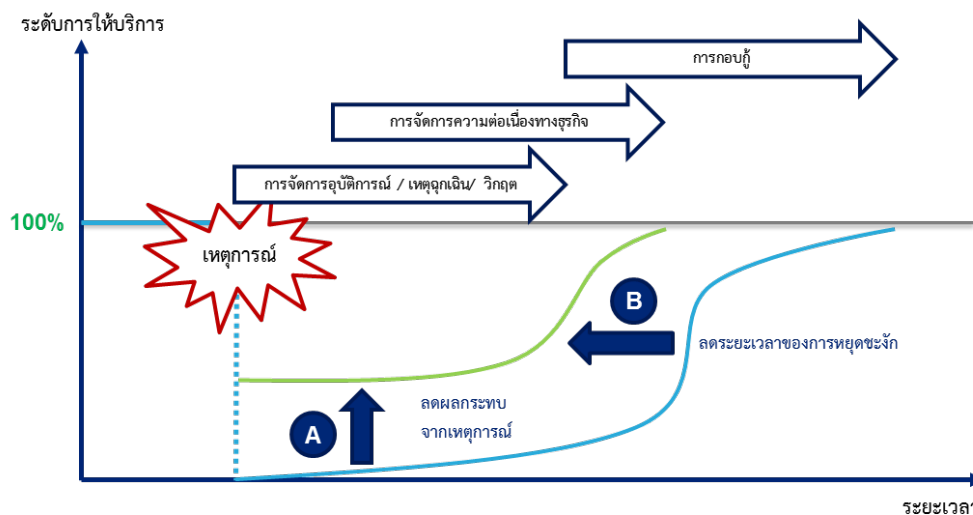 ระดับการให้บริการ
การกอบกู้
การจัดการความต่อเนื่องทางธุรกิจ
การจัดการอุบัติการณ์ / เหตุฉุกเฉิน/ วิกฤต
100%
เหตุการณ์
B
ลดระยะเวลาของการหยุดชะงัก
ลดผลกระทบ
จากเหตุการณ์
A
ระยะเวลา